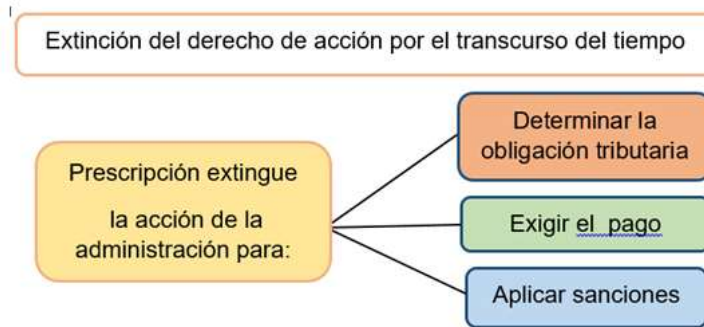 Extinción del derecho de acción por el transcurso del tiempo
Prescripción extingue
la acción de la
administración para:
Determinar la
obligación tributaria
Exigir el pago
Aplicar sanciones